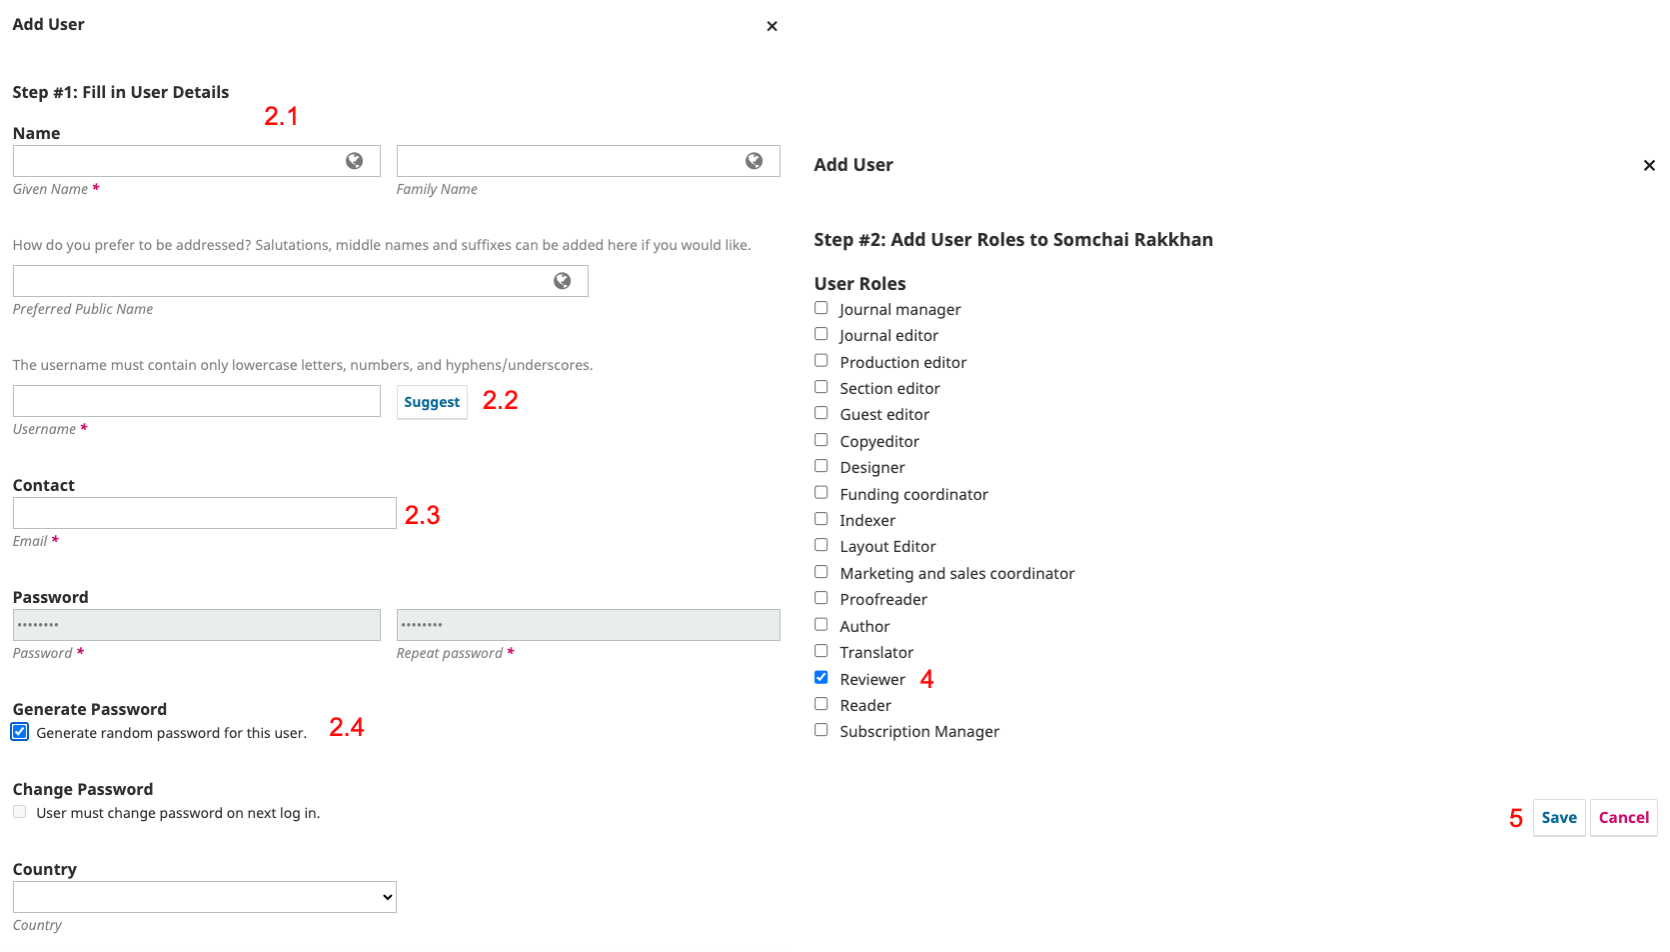 Add User
Step #1: Fill in User Details
2.1
Name
Given Name * Family Name
How do you prefer to be addressed? Salutations, middle names and suffixes can be added here if you would like.
Preferred Public Name
The username must contain only lowercase letters, numbers, and hyphens/underscores.
Suggest 2.2
Username *
Contact
2.3
Email *
Password
•••••••• ••••••••
Password * Repeat password *
Generate Password
Generate random password for this user. 2.4
Change Password
User must change password on next log in.
Country
Country
Add User
Step #2: Add User Roles to Somchai Rakkhan
User Roles
Journal manager
Journal editor
Production editor
Section editor
Guest editor
Copyeditor
Designer
Funding coordinator
Indexer
Layout Editor
Marketing and sales coordinator
Proofreader
Author
Translator
Reviewer 4
Reader
Subscription Manager
5 Save Cancel